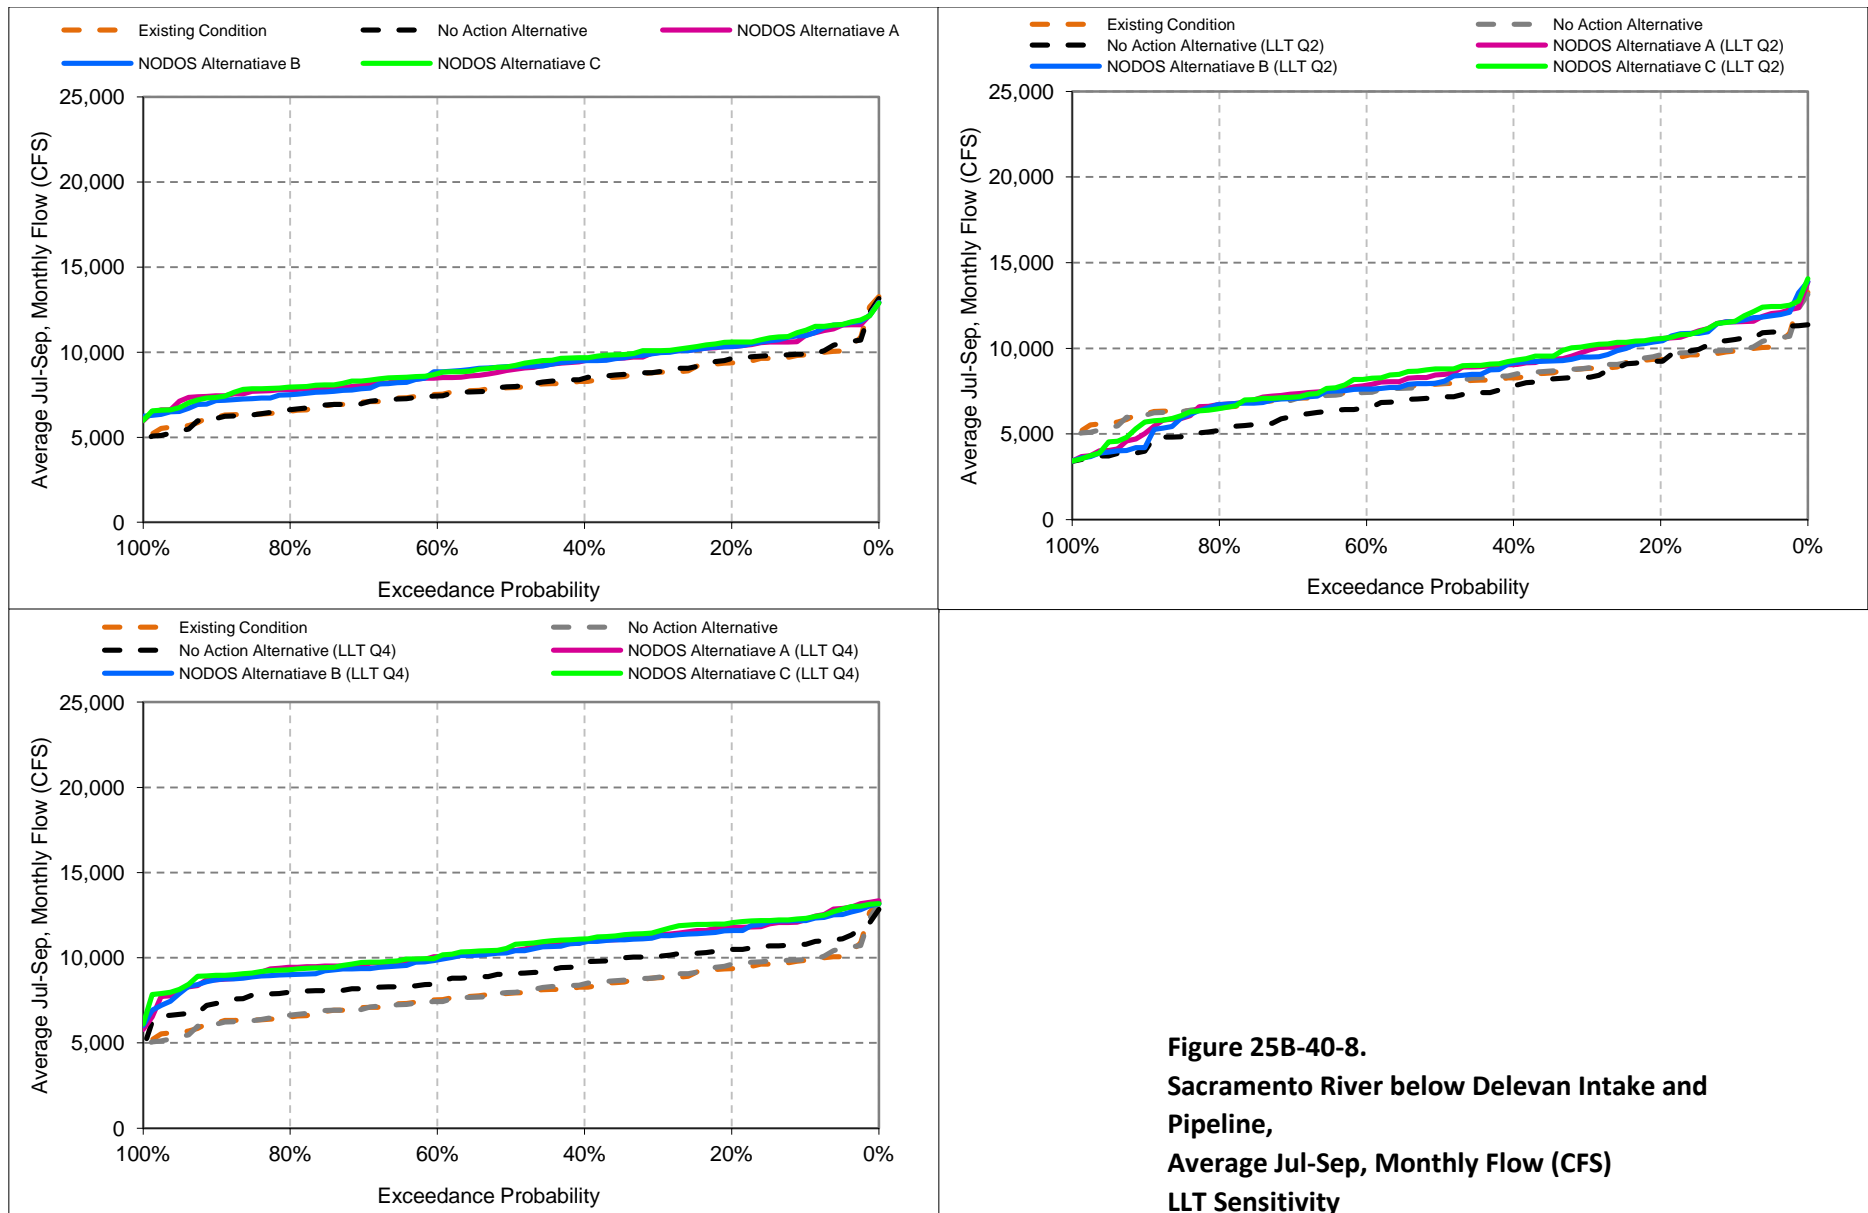 Existing Condition No Action Alternative NODOS Alternatiave A
NODOS Alternatiave B NODOS Alternatiave C
Average Jul-Sep, Monthly Flow (CFS)
25,000
20,000
15,000
10,000
5,000
0
100% 80% 60% 40% 20% 0%
Exceedance Probability
Existing Condition No Action Alternative
No Action Alternative (LLT Q2) NODOS Alternatiave A (LLT Q2)
NODOS Alternatiave B (LLT Q2) NODOS Alternatiave C (LLT Q2)
Average Jul-Sep, Monthly Flow (CFS)
25,000
20,000
15,000
10,000
5,000
0
100% 80% 60% 40% 20% 0%
Exceedance Probability
Existing Condition No Action Alternative
No Action Alternative (LLT Q4) NODOS Alternatiave A (LLT Q4)
NODOS Alternatiave B (LLT Q4) NODOS Alternatiave C (LLT Q4)
Average Jul-Sep, Monthly Flow (CFS)
25,000
20,000
15,000
10,000
5,000
0
100% 80% 60% 40% 20% 0%
Exceedance Probability
Figure 25B-40-8.
Sacramento River below Delevan Intake and
Pipeline,
Average Jul-Sep, Monthly Flow (CFS)
LLT Sensitivity